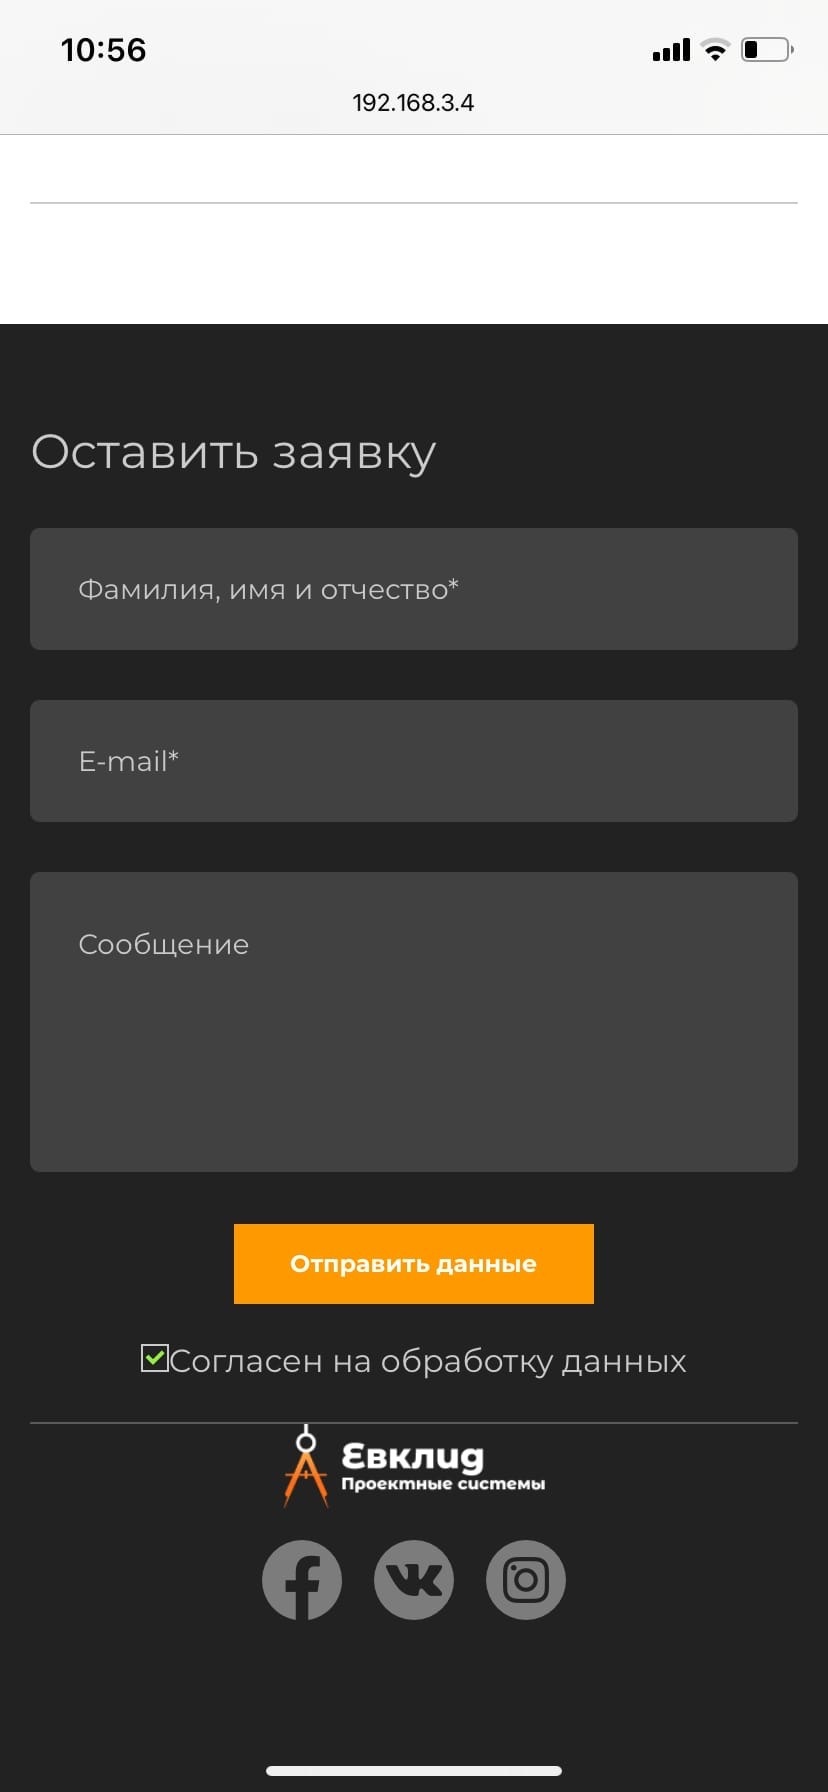 10:56
192.168.3.4
Оставить заявку
Фамилия, имя и отчество*
E-mail*
Сообщение
Отправить данные
Согласен на обработку данных
Евклид
Проектные системы